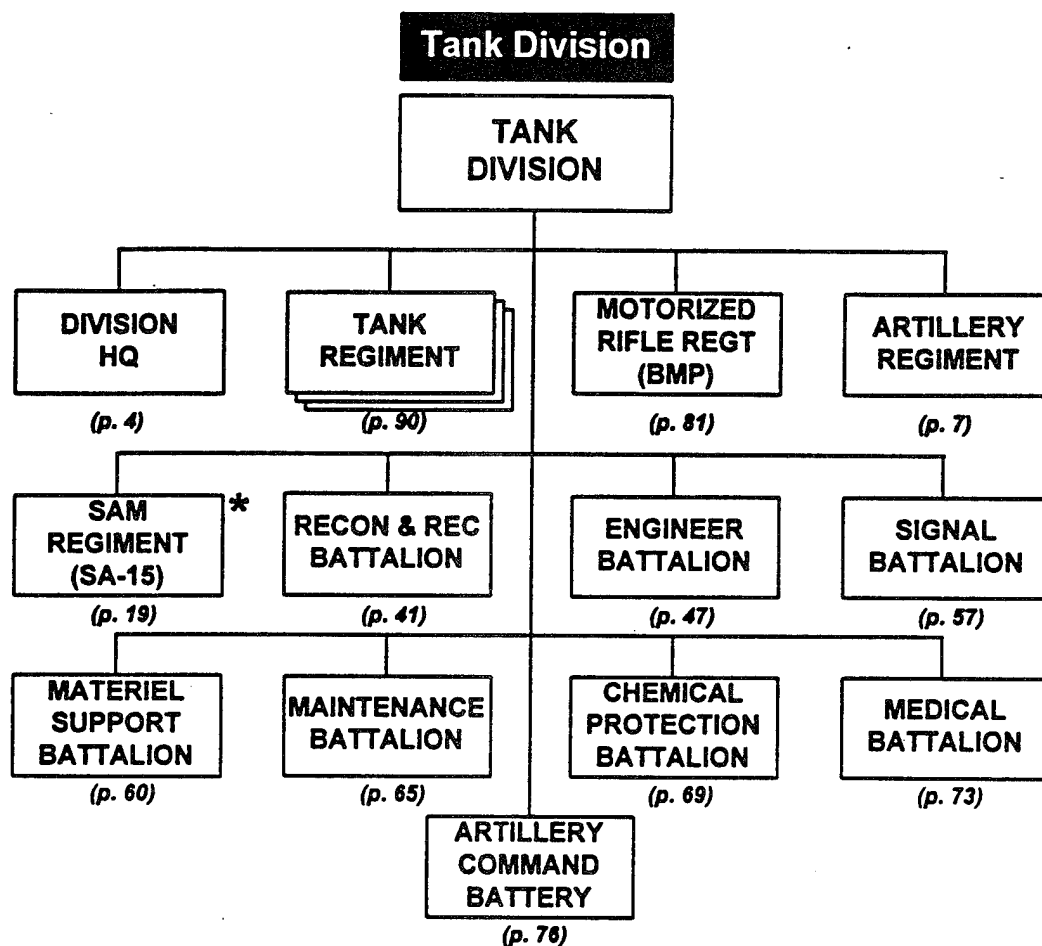 Tank Division
TANK
DIVISION
DIVISION
HQ
(p. 4)
TANK
REGIMENT
(p. 90)
MOTORIZED
RIFLE REGT
(BMP)
(p. 81)
ARTILLERY
REGIMENT
(p. 7)
SAM
REGIMENT
(SA-15)
*
(p. 19)
RECON & REC
BATTALION
(p. 41)
ENGINEER
BATTALION
(p. 47)
SIGNAL
BATTALION
(p. 57)
MATERIEL
SUPPORT
BATTALION
(p. 60)
MAINTENANCE
BATTALION
(p. 65)
CHEMICAL
PROTECTION
BATTALION
(p. 69)
MEDICAL
BATTALION
(p. 73)
ARTILLERY
COMMAND
BATTERY
(p. 76)